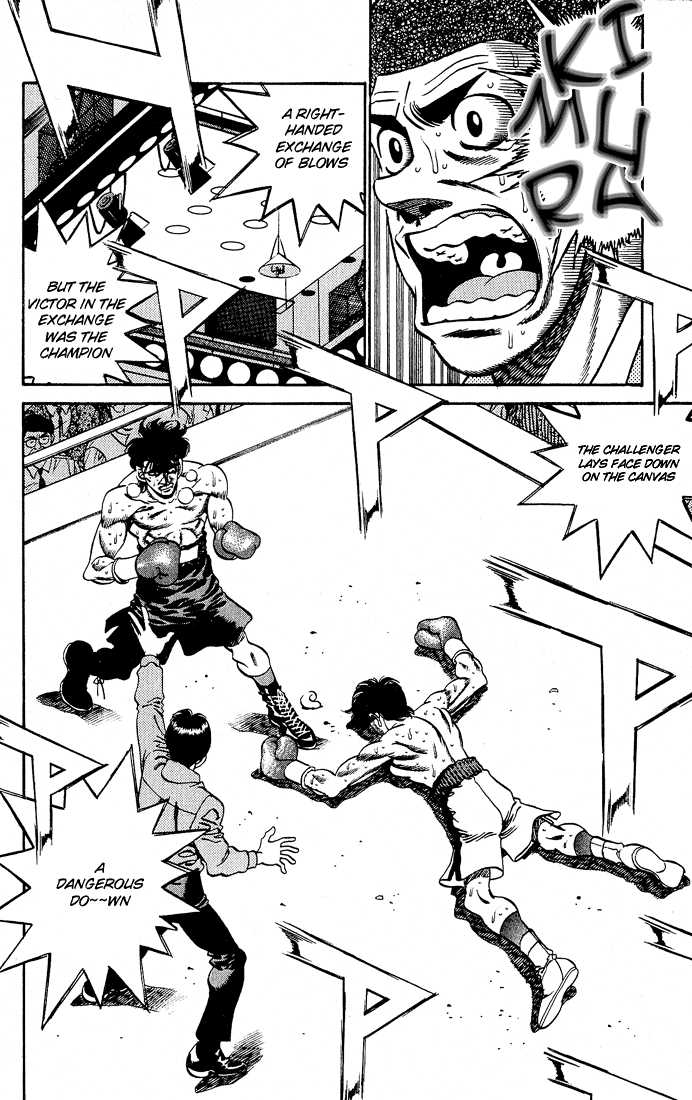 KI
MU
RA
A RIGHT-
HANDED
EXCHANGE
OF BLOWS
BUT THE
VICTOR IN THE
EXCHANGE
WAS THE
CHAMPION
THE CHALLENGER
LAYS FACE DOWN
ON THE CANVAS
A
DANGEROUS
DO~~WN